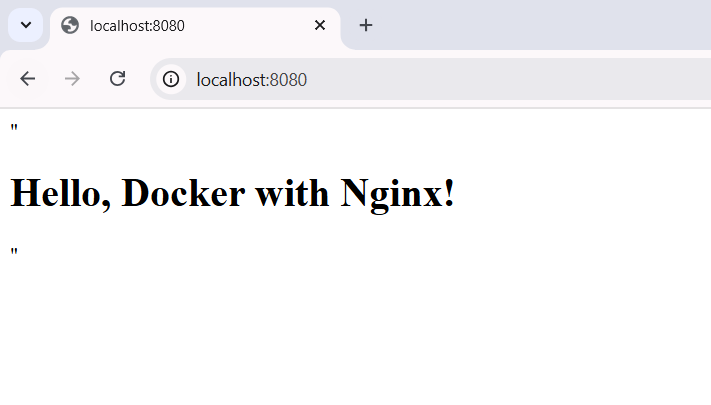 localhost:8080
localhost:8080
"
Hello, Docker with Nginx!
"